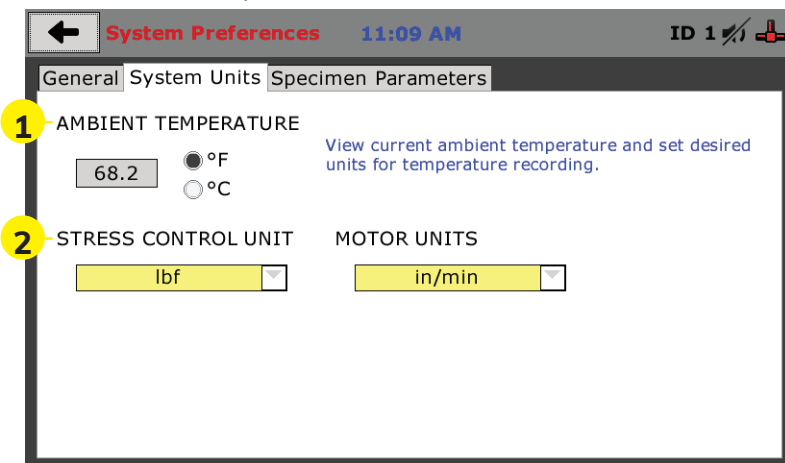 System Preferences 11:09 AM ID 1
General System Units Specimen Parameters
1 AMBIENT TEMPERATURE
View current ambient temperature and set desired
units for temperature recording.
68.2 °F
°C
2 STRESS CONTROL UNIT MOTOR UNITS
lbf in/min